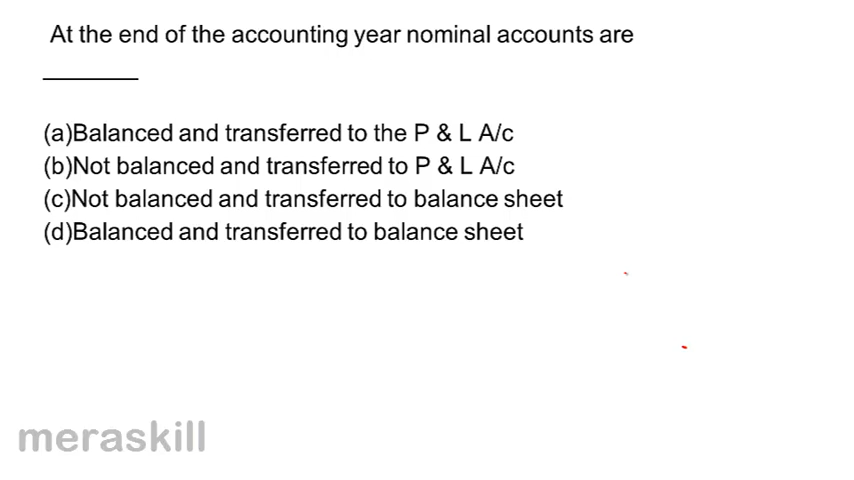 At the end of the accounting year nominal accounts are
________
(a)Balanced and transferred to the P & L A/c
(b)Not balanced and transferred to P & L A/c
(c)Not balanced and transferred to balance sheet
(d)Balanced and transferred to balance sheet
meraskill